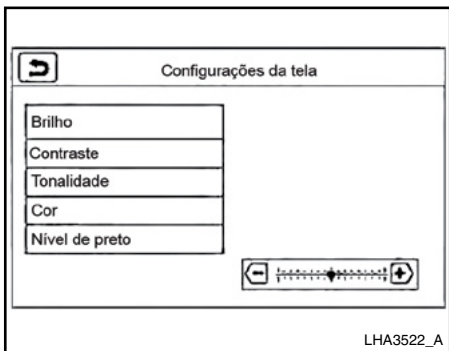 Configurações da tela
Brilho
Contraste
Tonalidade
Cor
Nível de preto
LHA3522_A